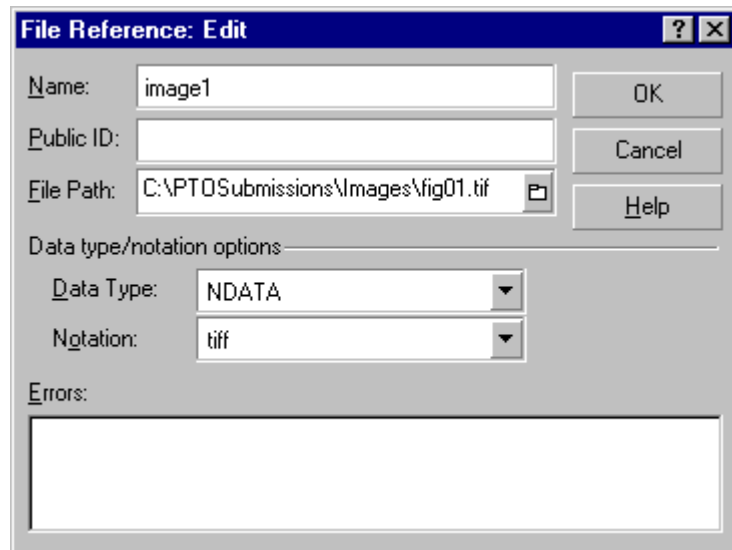 File Reference: Edit
Name: image1
OK
Public ID:
Cancel
File Path: C:\PTOSubmissions\Images\fig01.tif
Help
Data type/notation options
Data Type: NDATA
Notation: tiff
Errors: